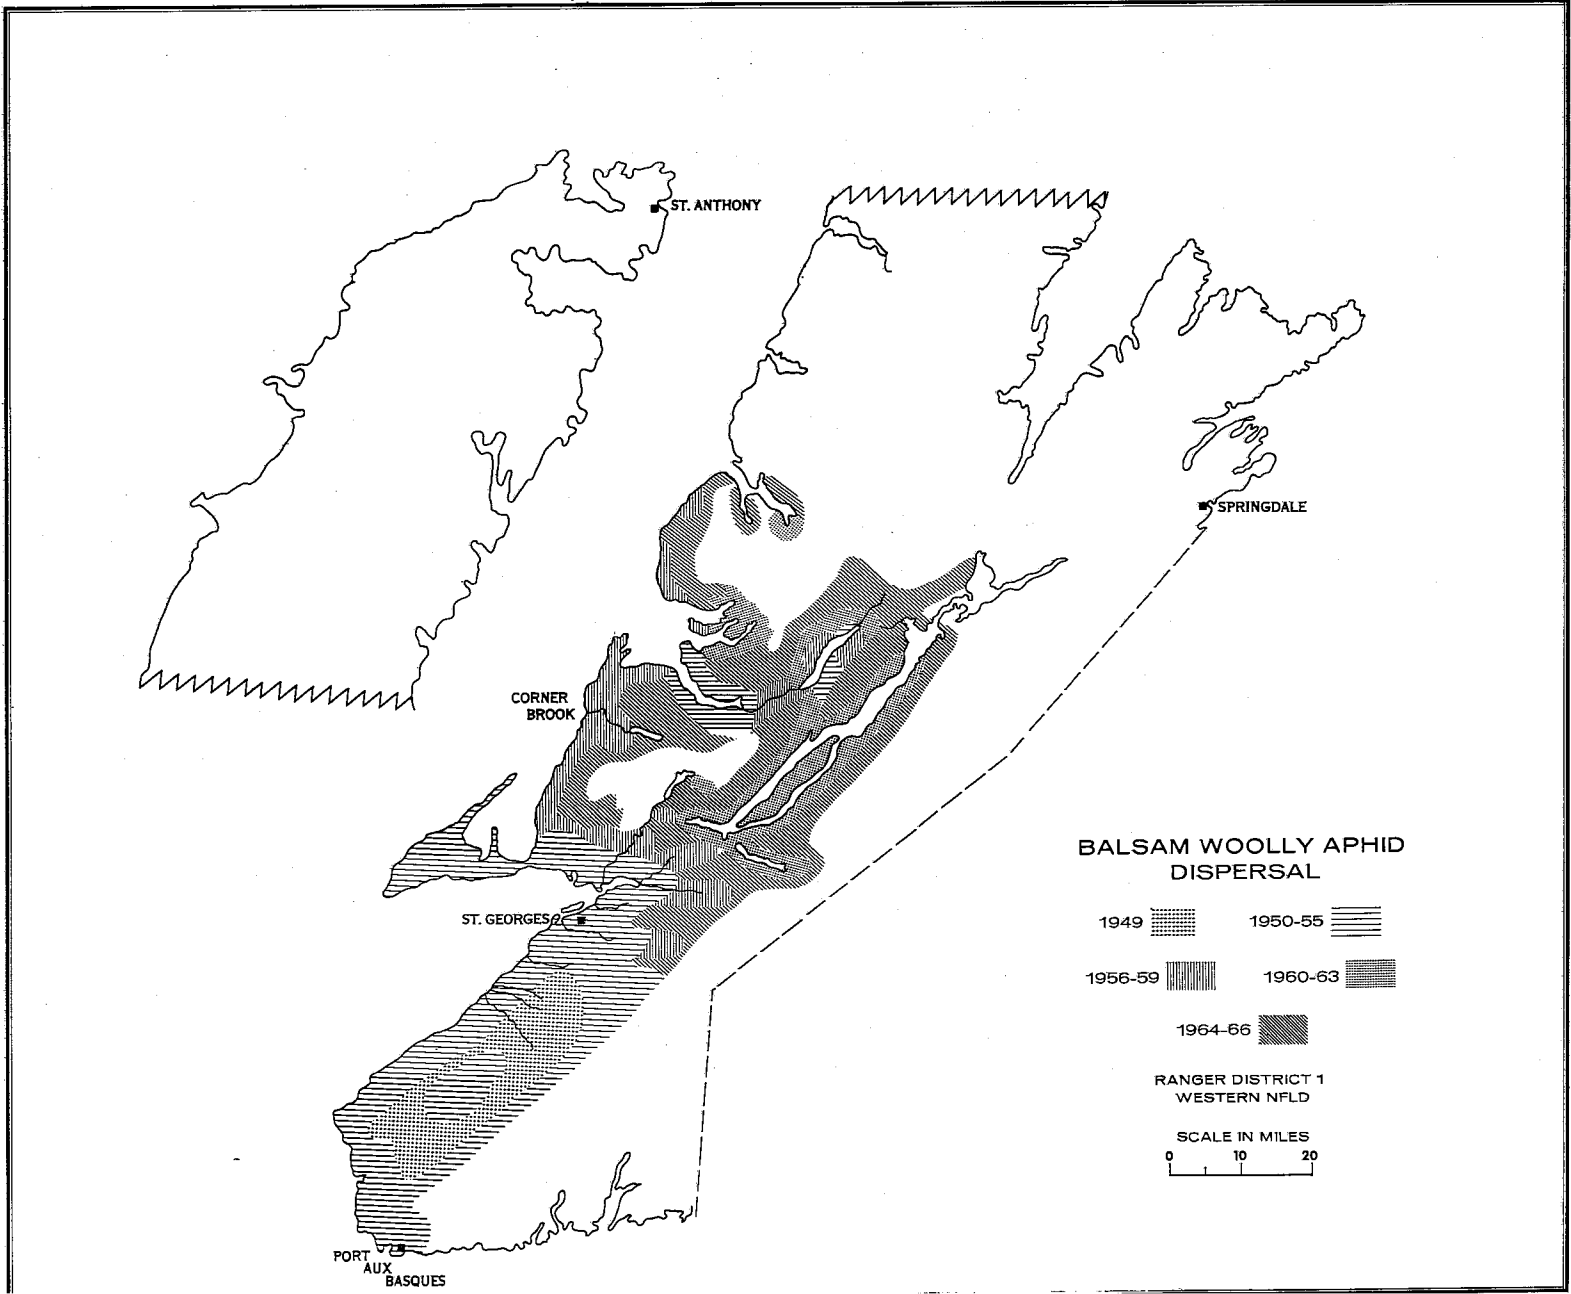 ST. ANTHONY
SPRINGDALE
CORNER
BROOK
ST. GEORGES
PORT
AUX
BASQUES
BALSAM WOOLLY APHID
DISPERSAL
1949 1950-55
1956-59 1960-63
1964-66
RANGER DISTRICT 1
WESTERN NFLD
SCALE IN MILES
0 10 20